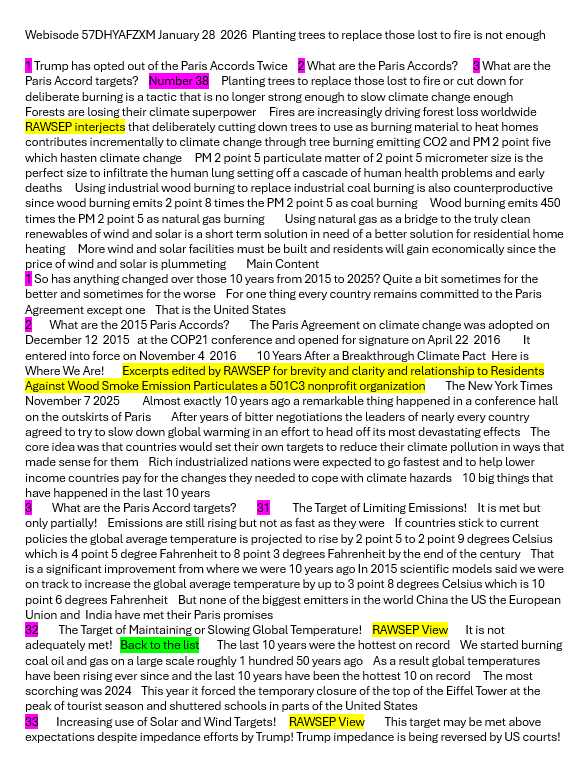 Webisode 57DHYAFZXM January 28 2026 Planting trees to replace those lost to fire is not enough
1 Trump has opted out of the Paris Accords Twice 2 What are the Paris Accords? 3 What are the
Paris Accord targets? Number 38 Planting trees to replace those lost to fire or cut down for
deliberate burning is a tactic that is no longer strong enough to slow climate change enough
Forests are losing their climate superpower Fires are increasingly driving forest loss worldwide
RAWSEP interjects that deliberately cutting down trees to use as burning material to heat homes
contributes incrementally to climate change through tree burning emitting CO2 and PM 2 point five
which hasten climate change PM 2 point 5 particulate matter of 2 point 5 micrometer size is the
perfect size to infiltrate the human lung setting off a cascade of human health problems and early
deaths Using industrial wood burning to replace industrial coal burning is also counterproductive
since wood burning emits 2 point 8 times the PM 2 point 5 as coal burning Wood burning emits 450
times the PM 2 point 5 as natural gas burning Using natural gas as a bridge to the truly clean
renewables of wind and solar is a short term solution in need of a better solution for residential home
heating More wind and solar facilities must be built and residents will gain economically since the
price of wind and solar is plummeting Main Content
1 So has anything changed over those 10 years from 2015 to 2025? Quite a bit sometimes for the
better and sometimes for the worse For one thing every country remains committed to the Paris
Agreement except one That is the United States
2 What are the 2015 Paris Accords? The Paris Agreement on climate change was adopted on
December 12 2015 at the COP21 conference and opened for signature on April 22 2016 It
entered into force on November 4 2016 10 Years After a Breakthrough Climate Pact Here is
Where We Are! Excerpts edited by RAWSEP for brevity and clarity and relationship to Residents
Against Wood Smoke Emission Particulates a 501C3 nonprofit organization The New York Times
November 7 2025 Almost exactly 10 years ago a remarkable thing happened in a conference hall
on the outskirts of Paris After years of bitter negotiations the leaders of nearly every country
agreed to try to slow down global warming in an effort to head off its most devastating effects The
core idea was that countries would set their own targets to reduce their climate pollution in ways that
made sense for them Rich industrialized nations were expected to go fastest and to help lower
income countries pay for the changes they needed to cope with climate hazards 10 big things that
have happened in the last 10 years
3 What are the Paris Accord targets? 31 The Target of Limiting Emissions! It is met but
only partially! Emissions are still rising but not as fast as they were If countries stick to current
policies the global average temperature is projected to rise by 2 point 5 to 2 point 9 degrees Celsius
which is 4 point 5 degree Fahrenheit to 8 point 3 degrees Fahrenheit by the end of the century That
is a significant improvement from where we were 10 years ago In 2015 scientific models said we were
on track to increase the global average temperature by up to 3 point 8 degrees Celsius which is 10
point 6 degrees Fahrenheit But none of the biggest emitters in the world China the US the European
Union and India have met their Paris promises
32 The Target of Maintaining or Slowing Global Temperature! RAWSEP View It is not
adequately met! Back to the list The last 10 years were the hottest on record We started burning
coal oil and gas on a large scale roughly 1 hundred 50 years ago As a result global temperatures
have been rising ever since and the last 10 years have been the hottest 10 on record The most
scorching was 2024 This year it forced the temporary closure of the top of the Eiffel Tower at the
peak of tourist season and shuttered schools in parts of the United States
33 Increasing use of Solar and Wind Targets! RAWSEP View This target may be met above
expectations despite impedance efforts by Trump! Trump impedance is being reversed by US courts!